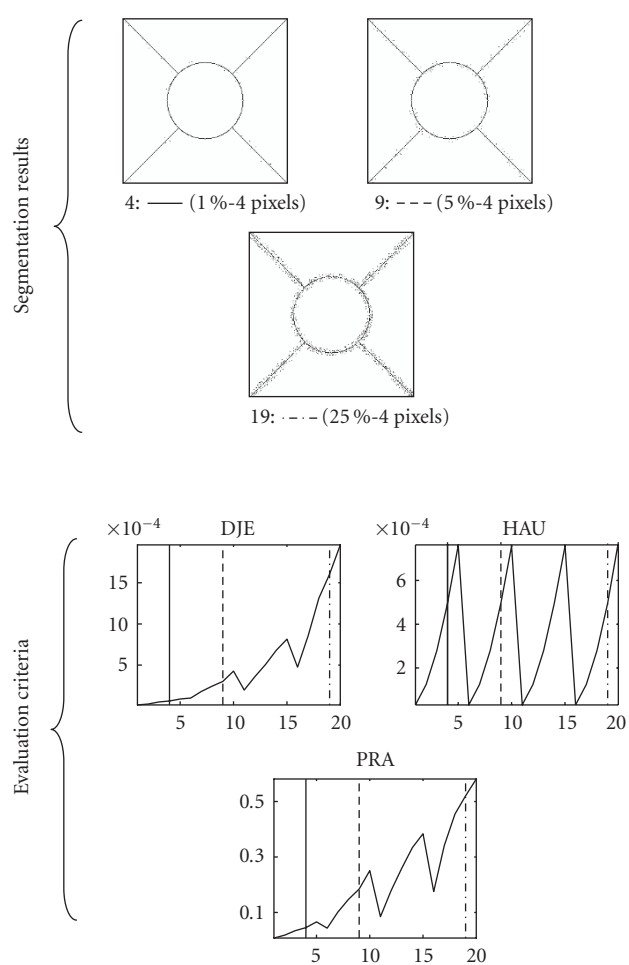 Segmentation results
4: —— (1 %-4 pixels)
9: - - - (5 %-4 pixels)
19: · - · - (25 %-4 pixels)
Evaluation criteria
×10−4
DJE
15
10
5
5
10
15
20
×10−4
HAU
6
4
2
5
10
15
20
PRA
0.5
0.3
0.1
5
10
15
20